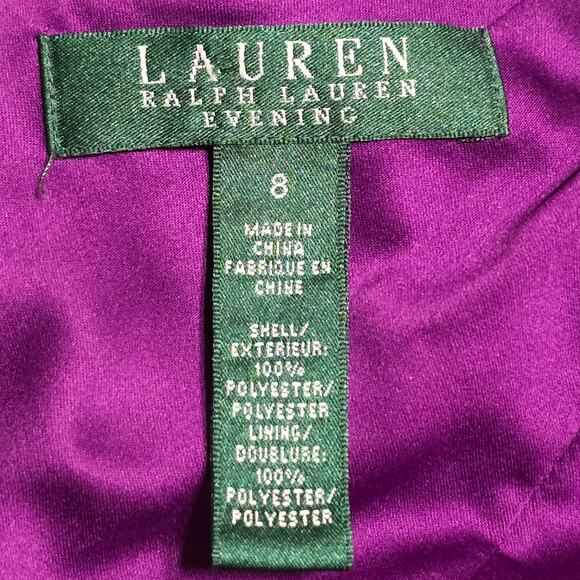 LAUREN
RALPH LAUREN
EVENING
8
MADE IN
CHINA
FABRIQUE EN
CHINE
SHELL/
EXTERIEUR:
100%
POLYESTER/
POLYESTER
LINING/
DOUBLURE:
100%
POLYESTER/
POLYESTER